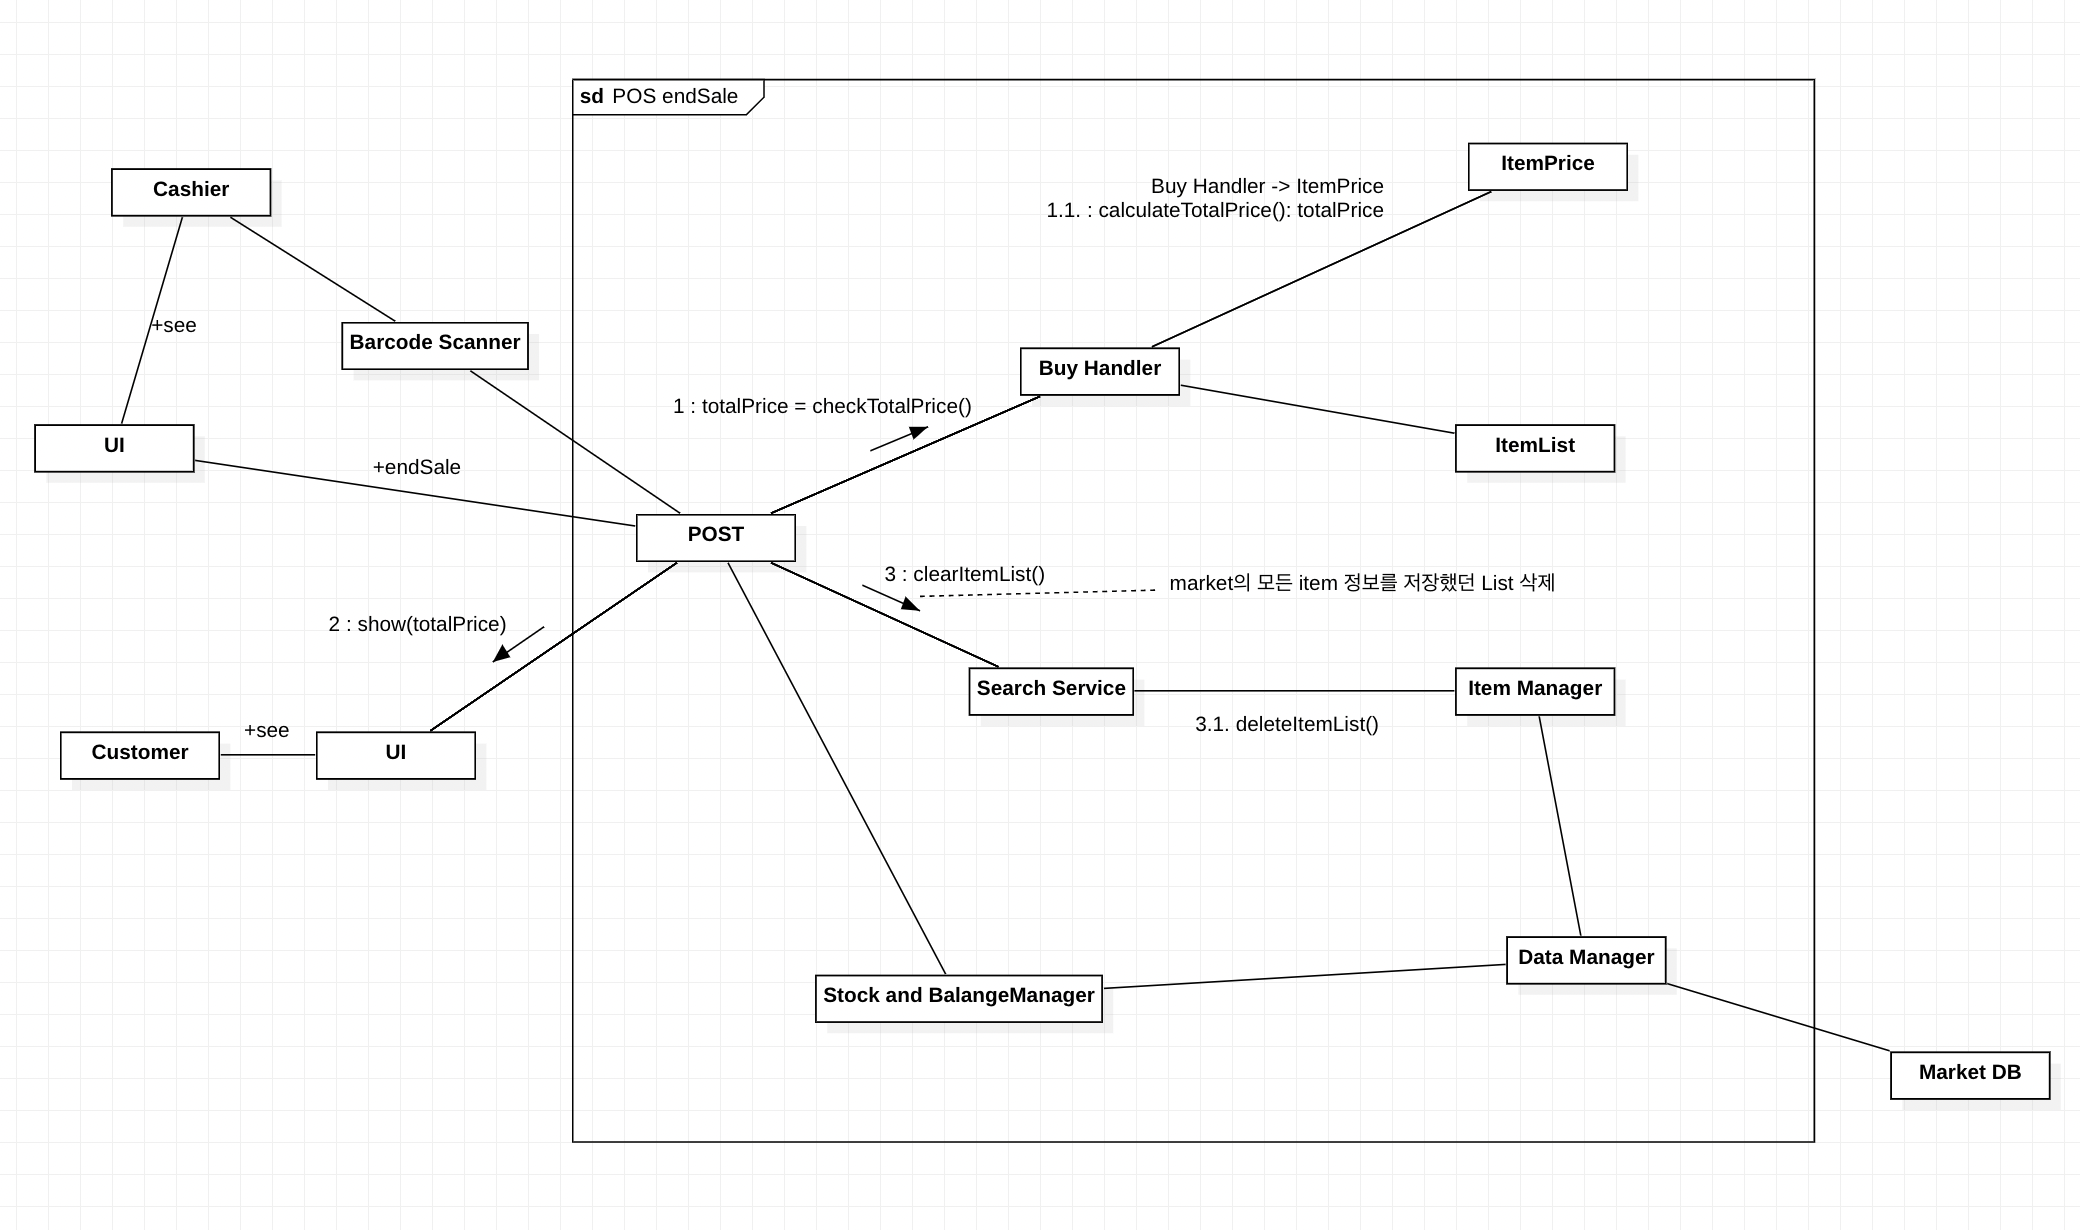 sd POS endSale
ItemPrice
Cashier
Buy Handler -> ItemPrice
1.1. : calculateTotalPrice(): totalPrice
+see
Barcode Scanner
Buy Handler
1 : totalPrice = checkTotalPrice()
UI
ItemList
+endSale
POST
3 : clearItemList()
market의 모든 item 정보를 저장했던 List 삭제
2 : show(totalPrice)
Search Service
Item Manager
3.1. deleteItemList()
+see
Customer
UI
Data Manager
Stock and BalangeManager
Market DB